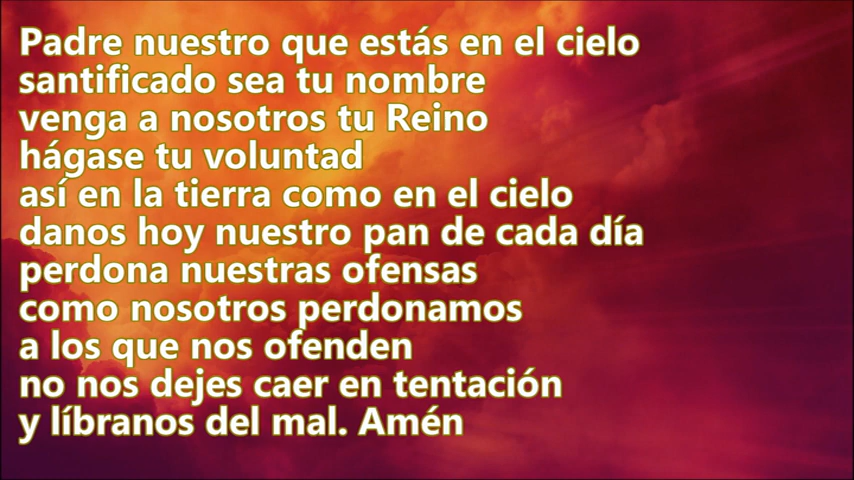 Padre nuestro que estás en el cielo
santificado sea tu nombre
venga a nosotros tu Reino
hágase tu voluntad
así en la tierra como en el cielo
danos hoy nuestro pan de cada día
perdona nuestras ofensas
como nosotros perdonamos
a los que nos ofenden
no nos dejes caer en tentación
y líbranos del mal. Amén